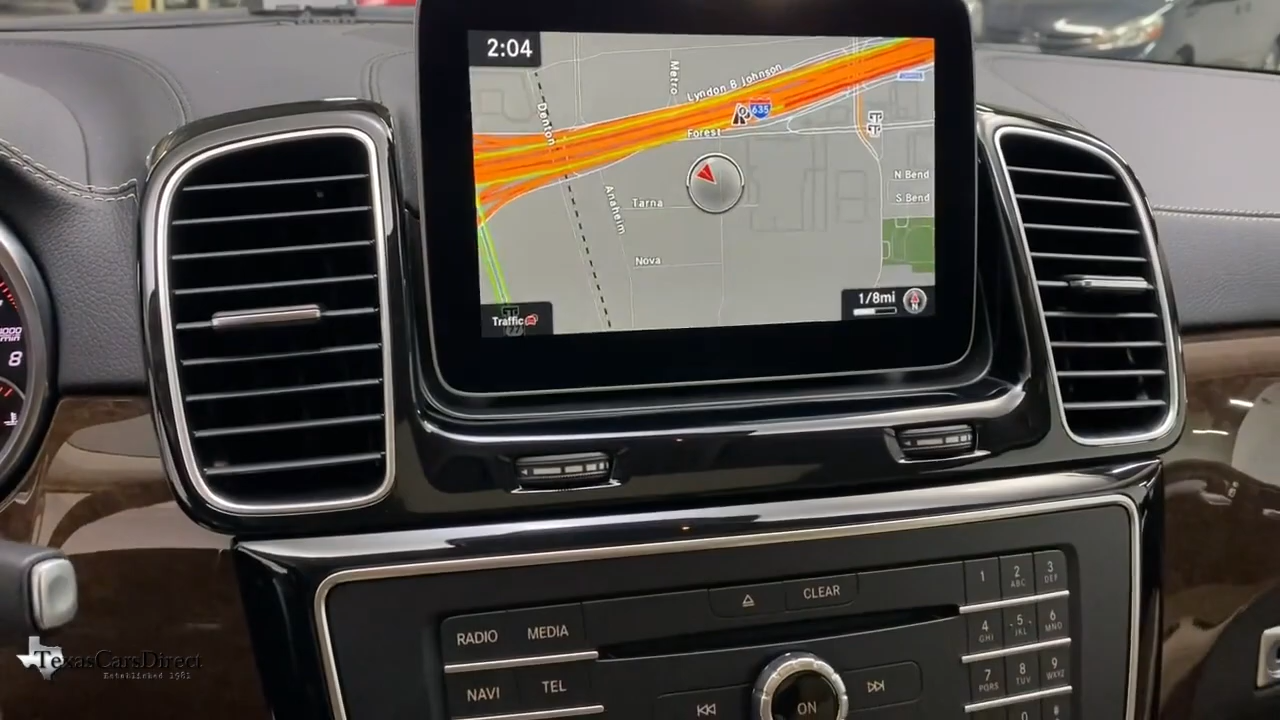 2:04
Metro
Lyndon B Johnson
635
Denton
Forest
N Bend
S Bend
Anaheim
Tarna
Nova
1/8mi
N
Traffic
8
CLEAR
RADIO
MEDIA
NAVI
TEL
ON
1
2 ABC
3 DEF
4 GHI
5 JKL
6 MNO
7 PQRS
8 TUV
9 WXYZ
TexasCarsDirect
Established 1981